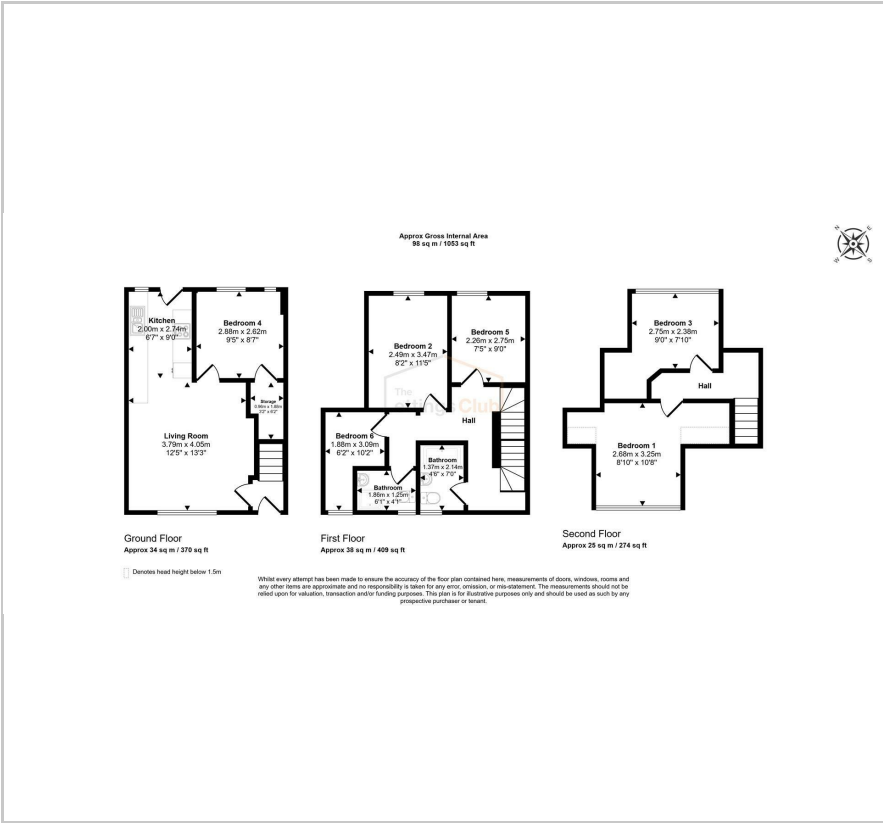 Approx Gross Internal Area
98 sq m / 1053 sq ft
N
E
W
S
Kitchen
2.00m x 2.74m
6'7" x 9'0"
Bedroom 4
2.88m x 2.62m
9'5" x 8'7"
Storage
0.96m x 1.88m
3'2" x 6'2"
Living Room
3.79m x 4.05m
12'5" x 13'3"
Ground Floor
Approx 34 sq m / 370 sq ft
Denotes head height below 1.5m
Bedroom 2
2.49m x 3.47m
8'2" x 11'5"
Bedroom 5
2.26m x 2.75m
7'5" x 9'0"
The
Lettings Club
Hall
Bedroom 6
1.88m x 3.09m
6'2" x 10'2"
Bathroom
1.37m x 2.14m
4'6" x 7'0"
Bathroom
1.86m x 1.25m
6'1" x 4'1"
First Floor
Approx 38 sq m / 409 sq ft
Bedroom 3
2.75m x 2.38m
9'0" x 7'10"
Hall
Bedroom 1
2.68m x 3.25m
8'10" x 10'8"
Second Floor
Approx 25 sq m / 274 sq ft
Whilst every attempt has been made to ensure the accuracy of the floor plan contained here, measurements of doors, windows, rooms and
any other items are approximate and no responsibility is taken for any error, omission, or mis-statement. The measurements should not be
relied upon for valuation, transaction and/or funding purposes. This plan is for illustrative purposes only and should be used as such by any
prospective purchaser or tenant.